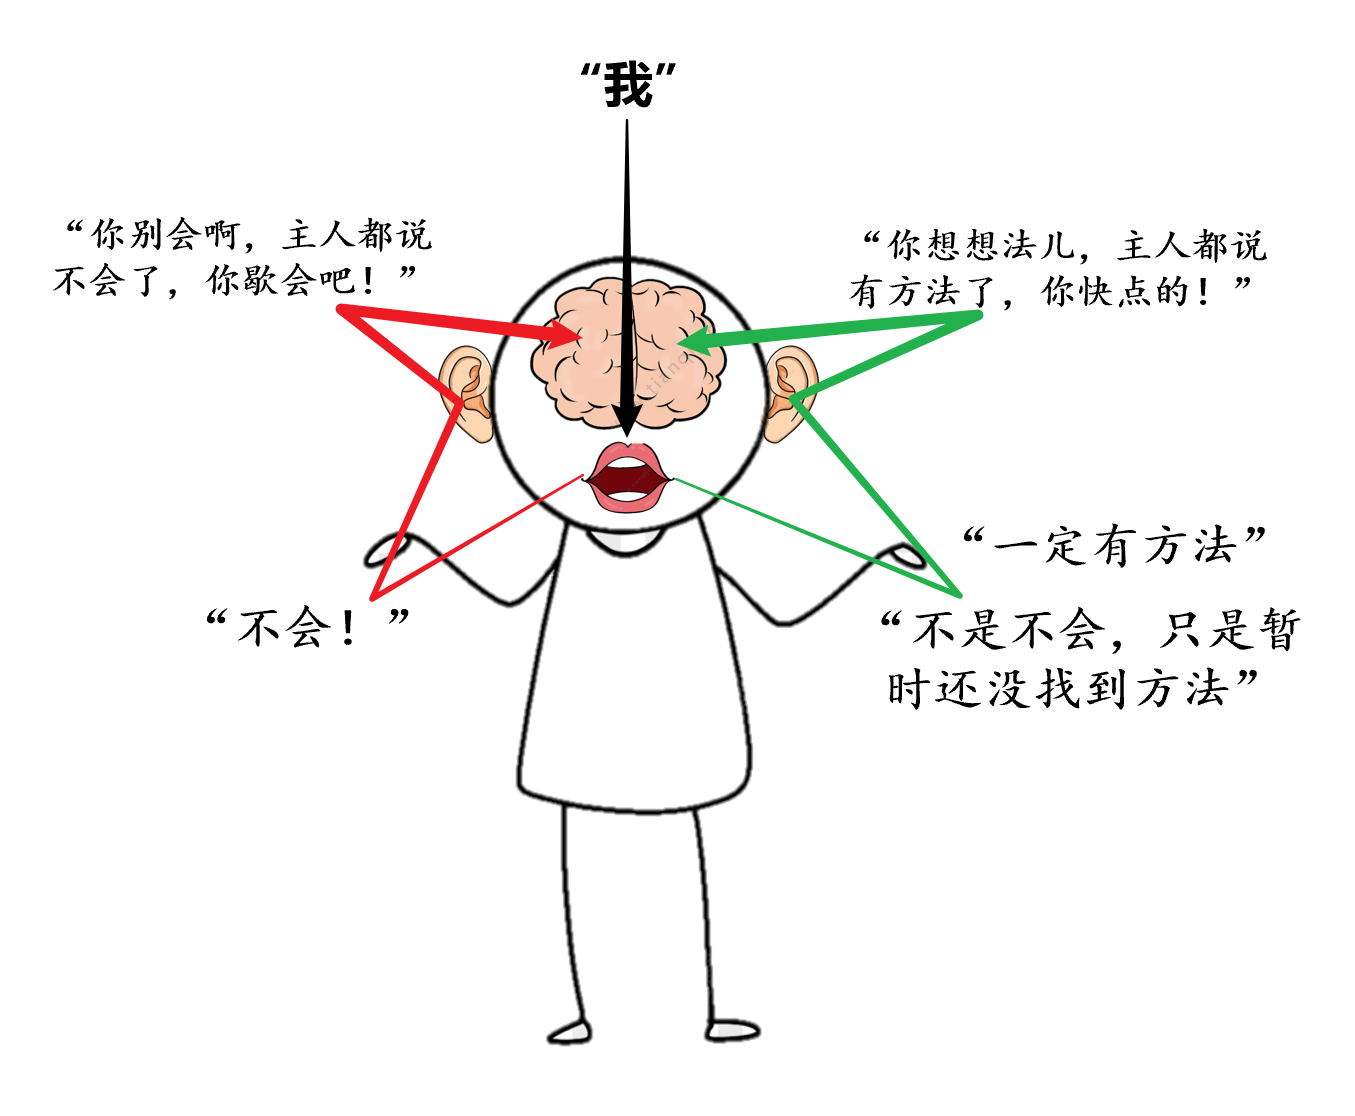 “我”
“你别会啊，主人都说
不会了，你歇会吧！”
“你想想法儿，主人都说
有方法了，你快点的！”
“一定有方法”
“不会！”
“不是不会，只是暂
时还没找到方法”